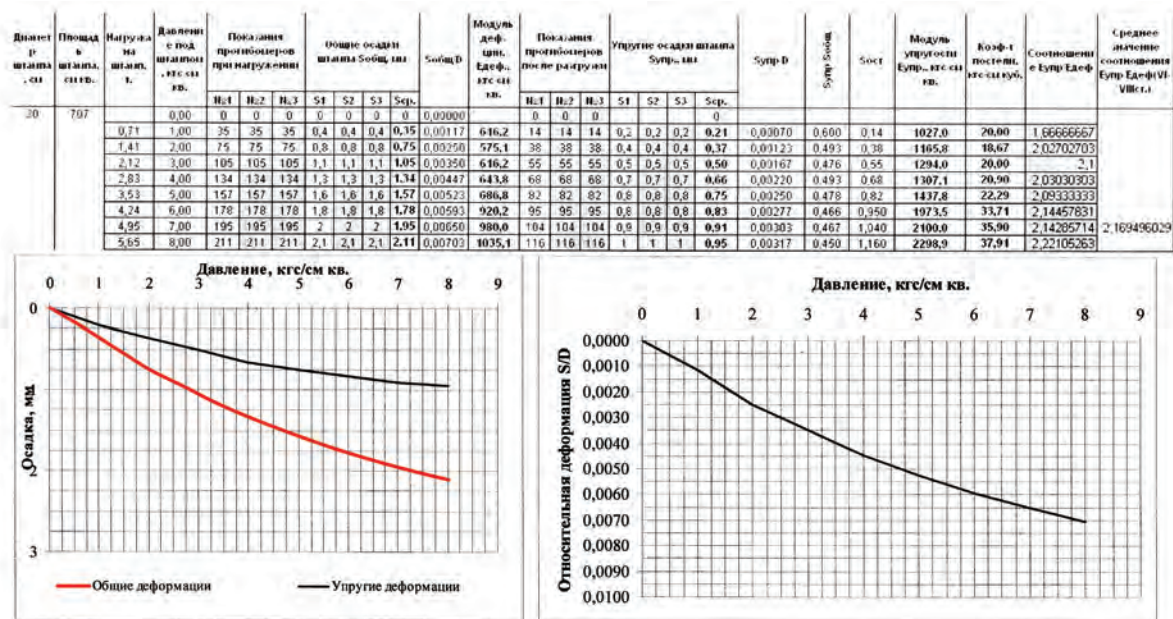 Диаметр штампа, см
Площадь штампа, см кв.
Нагрузка на штамп, т.
Давление под штампом, кгс см кв.
Показания прогибомеров при нагружении
Общие осадки штампа Sобщ, мм
Sобщ D
Модуль деф-ции, Едеф., кгс см кв.
Показания прогибомеров после разгрузки
Упругие осадки штампа Sупр., мм
Sупр D
Sупр Sобщ
Sост
Модуль упругости Еупр., кгс см кв.
Коэф-т постели, кгс см куб.
Соотношение Еупр Едеф
Среднее значение соотношения Еупр Едеф(VI-VIIIст.)
№1 №2 №3 S1 S2 S3 Sср. №1 №2 №3 S1 S2 S3 Sср.
30 707 0,00 0 0 0 0 0 0 0 0,00000 0 0 0 0
0,71 1,00 35 35 35 0,4 0,4 0,4 0,35 0,00117 616,2 14 14 14 0,2 0,2 0,2 0,21 0,00070 0,600 0,14 1027,0 20,00 1,66666667
1,41 2,00 75 75 75 0,8 0,8 0,8 0,75 0,00250 575,1 38 38 38 0,4 0,4 0,4 0,37 0,00123 0,493 0,38 1165,8 18,67 2,02702703
2,12 3,00 105 105 105 1,1 1,1 1,1 1,05 0,00350 616,2 55 55 55 0,5 0,5 0,5 0,50 0,00167 0,476 0,55 1294,0 20,00 2,1
2,83 4,00 134 134 134 1,3 1,3 1,3 1,34 0,00447 643,8 68 68 68 0,7 0,7 0,7 0,66 0,00220 0,493 0,68 1307,1 20,90 2,03030303
3,53 5,00 157 157 157 1,6 1,6 1,6 1,57 0,00523 686,8 82 82 82 0,8 0,8 0,8 0,75 0,00250 0,478 0,82 1437,8 22,29 2,09333333
4,24 6,00 178 178 178 1,8 1,8 1,8 1,78 0,00593 920,2 95 95 95 0,8 0,8 0,8 0,83 0,00277 0,466 0,950 1973,5 33,71 2,14457831
4,95 7,00 195 195 195 2 2 2 1,95 0,00650 980,0 104 104 104 0,9 0,9 0,9 0,91 0,00303 0,467 1,040 2100,0 35,90 2,14285714 2,169496029
5,65 8,00 211 211 211 2,1 2,1 2,1 2,11 0,00703 1035,1 116 116 116 1 1 1 0,95 0,00317 0,450 1,160 2298,9 37,91 2,22105263
Давление, кгс/см кв.
0 1 2 3 4 5 6 7 8 9
0
2
3
Осадка, мм
Общие деформации
Упругие деформации
Давление, кгс/см кв.
0 1 2 3 4 5 6 7 8 9
Относительная деформация S/D
0,0000
0,0010
0,0020
0,0030
0,0040
0,0050
0,0060
0,0070
0,0080
0,0090
0,0100